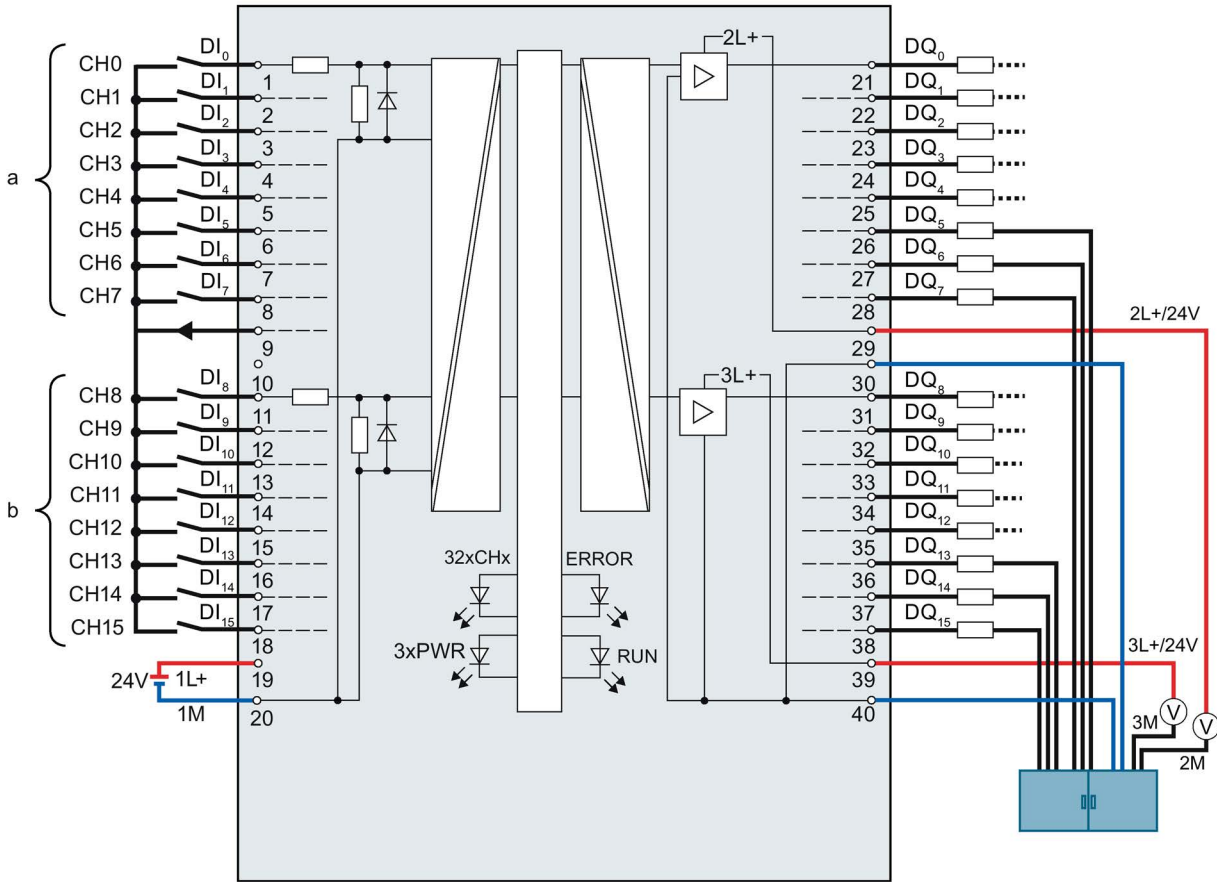 a
CH0
CH1
CH2
CH3
CH4
CH5
CH6
CH7
DI0
DI1
DI2
DI3
DI4
DI5
DI6
DI7
1
2
3
4
5
6
7
8
9
b
CH8
CH9
CH10
CH11
CH12
CH13
CH14
CH15
DI8
DI9
DI10
DI11
DI12
DI13
DI14
DI15
10
11
12
13
14
15
16
17
18
19
20
24V
1L+
1M
32xCHx
ERROR
3xPWR
RUN
2L+
3L+
21
22
23
24
25
26
27
28
29
30
31
32
33
34
35
36
37
38
39
40
DQ0
DQ1
DQ2
DQ3
DQ4
DQ5
DQ6
DQ7
2L+/24V
DQ8
DQ9
DQ10
DQ11
DQ12
DQ13
DQ14
DQ15
3L+/24V
V
V
3M
2M